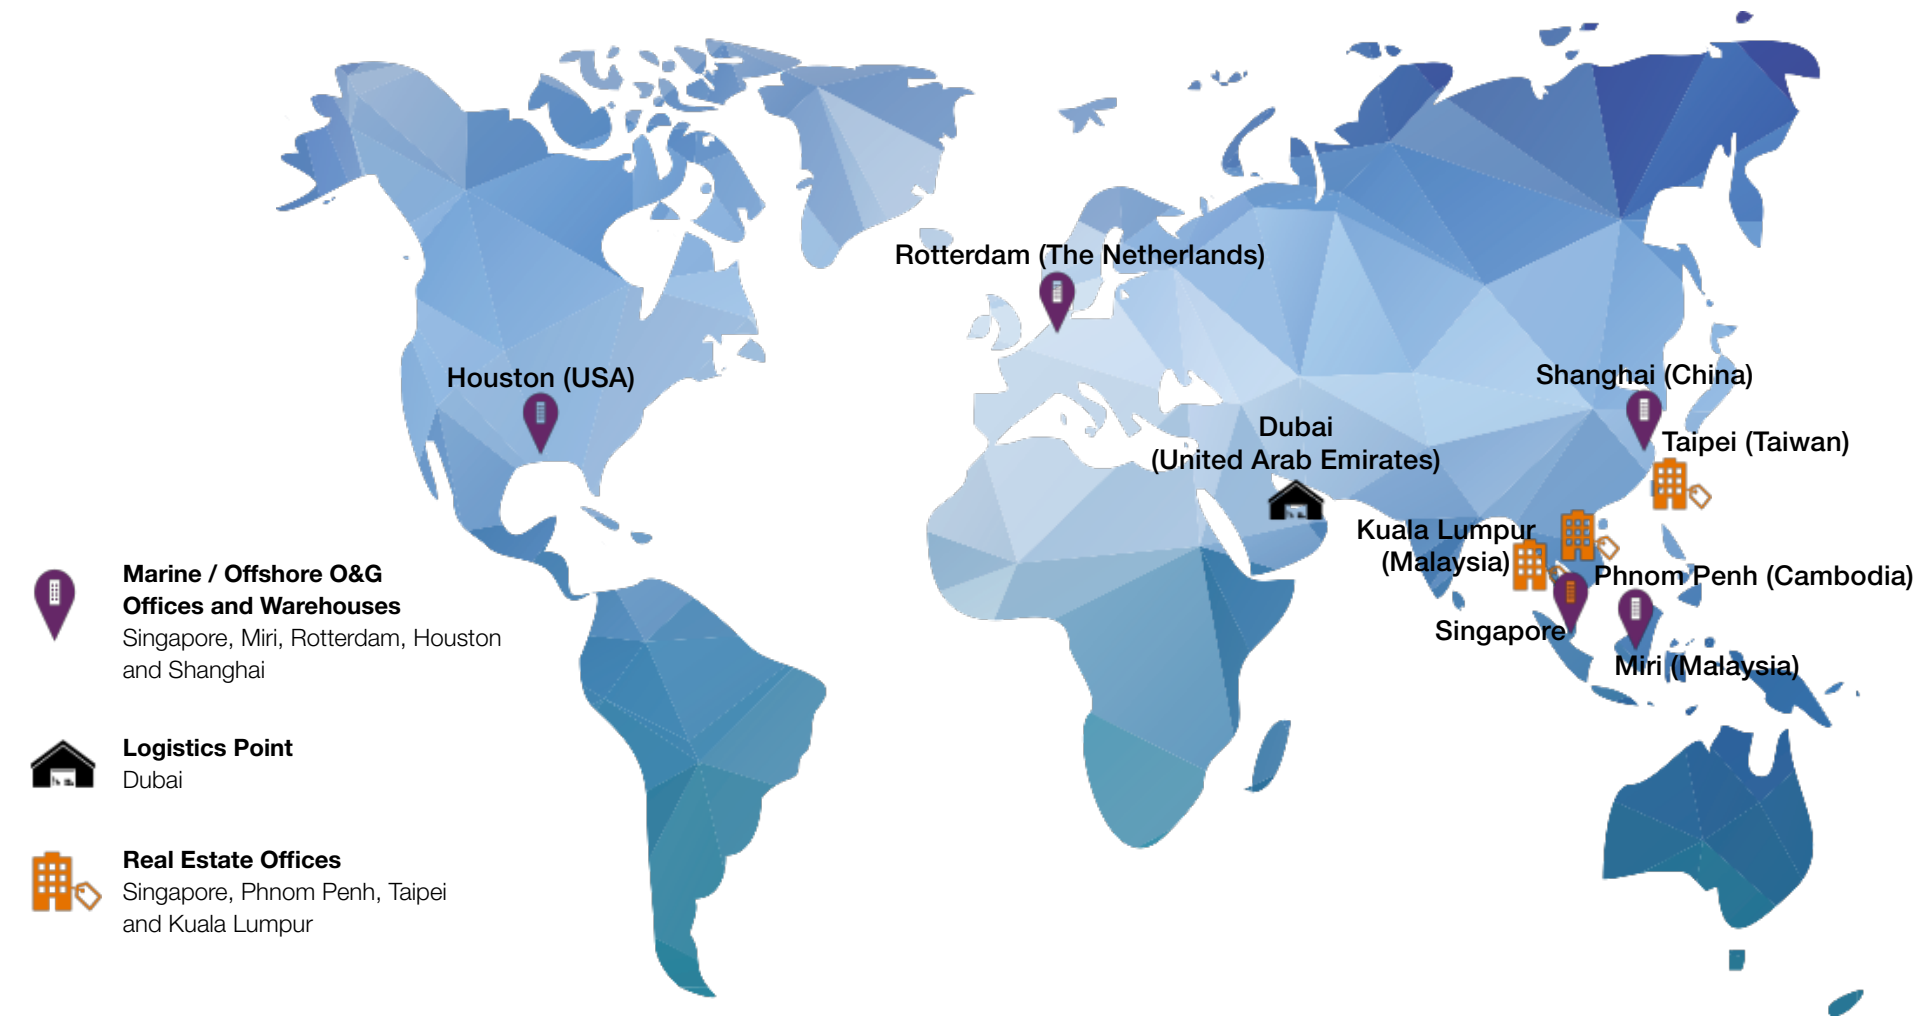 Rotterdam (The Netherlands)
Houston (USA)
Shanghai (China)
Dubai
(United Arab Emirates)
Taipei (Taiwan)
Kuala Lumpur
(Malaysia)
Phnom Penh (Cambodia)
Singapore
Miri (Malaysia)
Marine / Offshore O&G
Offices and Warehouses
Singapore, Miri, Rotterdam, Houston
and Shanghai
Logistics Point
Dubai
Real Estate Offices
Singapore, Phnom Penh, Taipei
and Kuala Lumpur